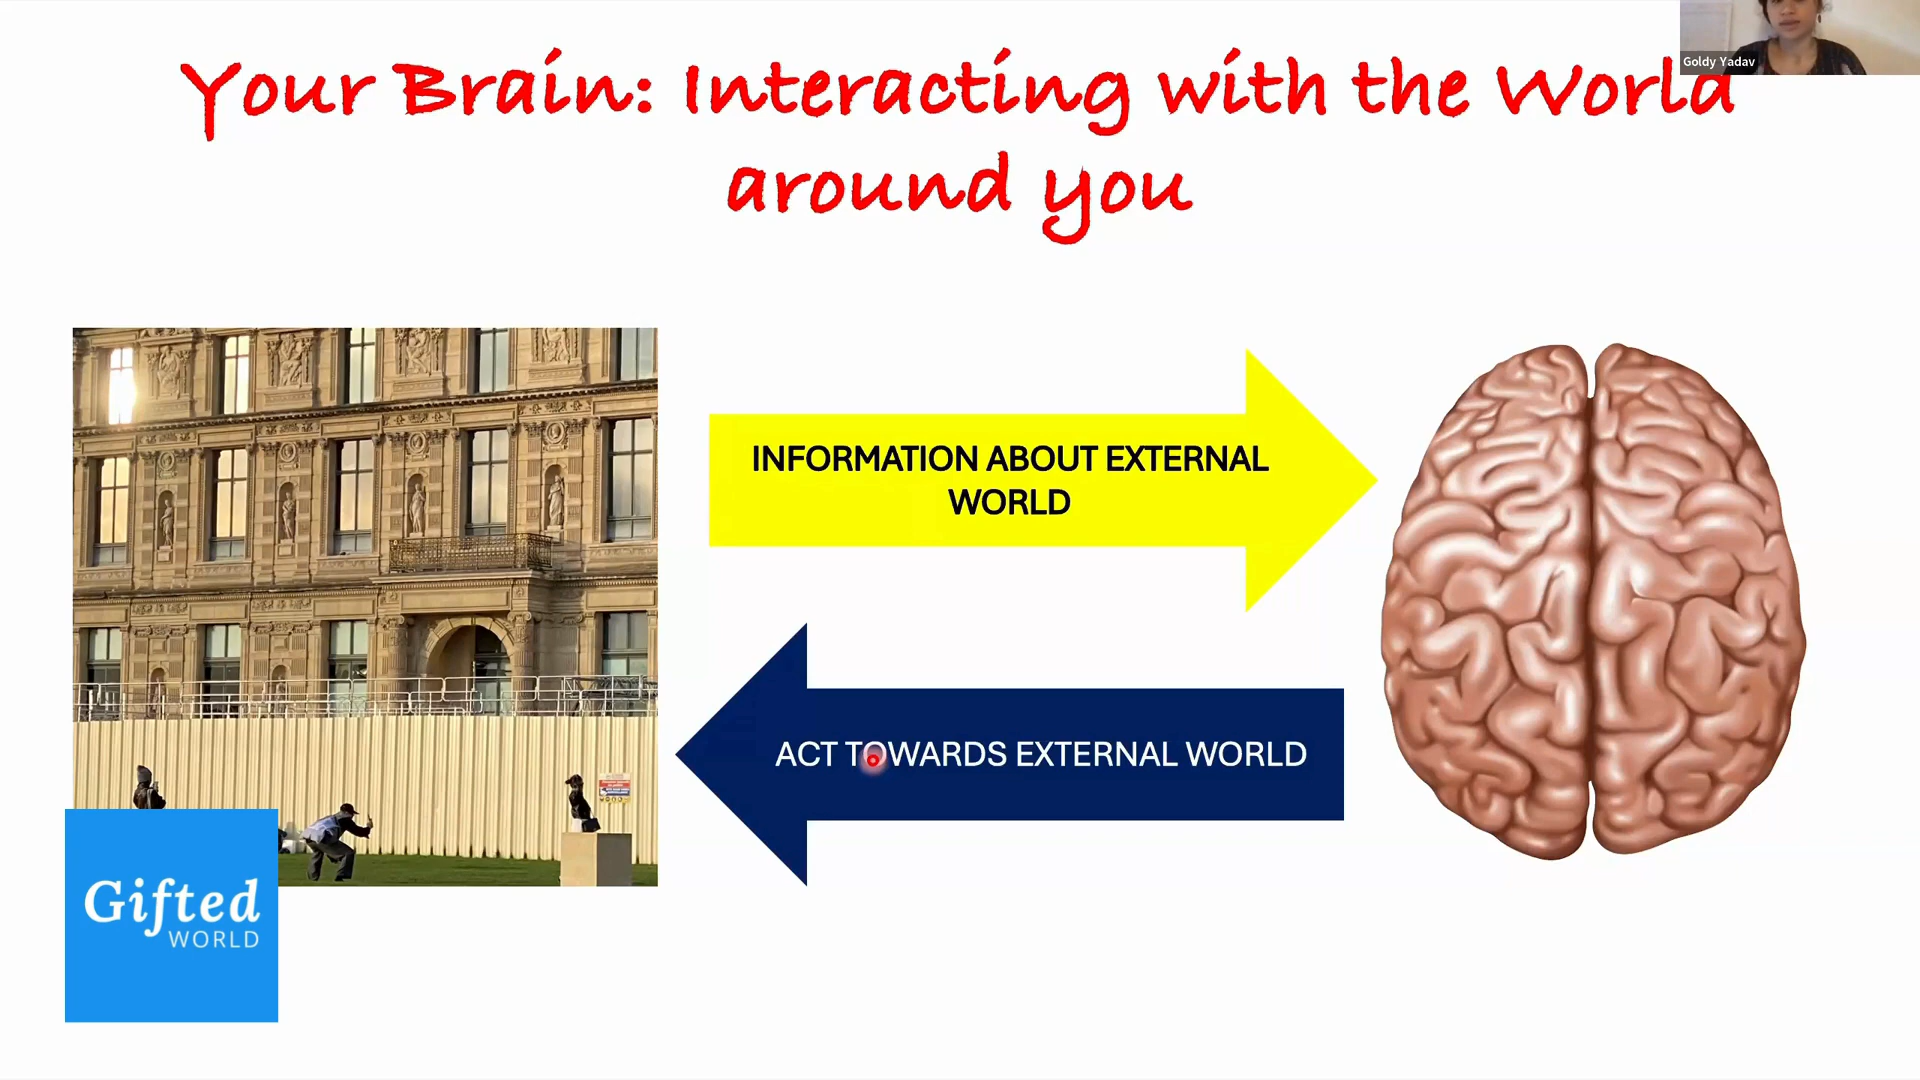 Goldy Yadav
Your Brain: Interacting with the World
around you
INFORMATION ABOUT EXTERNAL
WORLD
ACT TOWARDS EXTERNAL WORLD
Gifted
WORLD